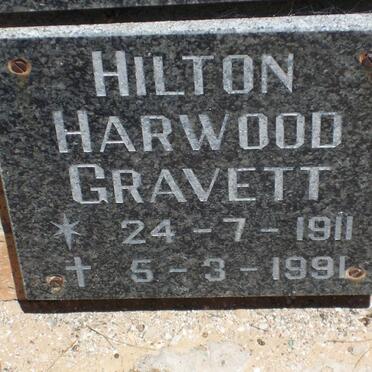 HILTON
HARWOOD
GRAVETT
* 24 - 7 - 1911
† 5 - 3 - 1991